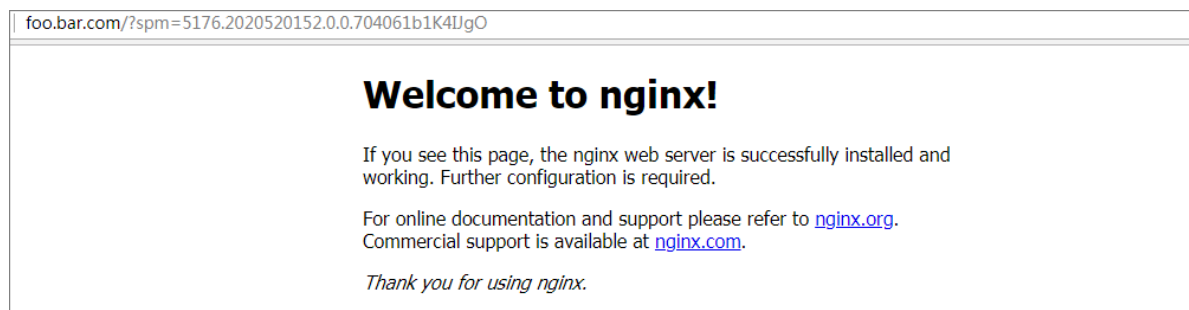 foo.bar.com/?spm=5176.2020520152.0.0.704061b1K4IJgO
Welcome to nginx!
If you see this page, the nginx web server is successfully installed and
working. Further configuration is required.
For online documentation and support please refer to nginx.org.
Commercial support is available at nginx.com.
Thank you for using nginx.